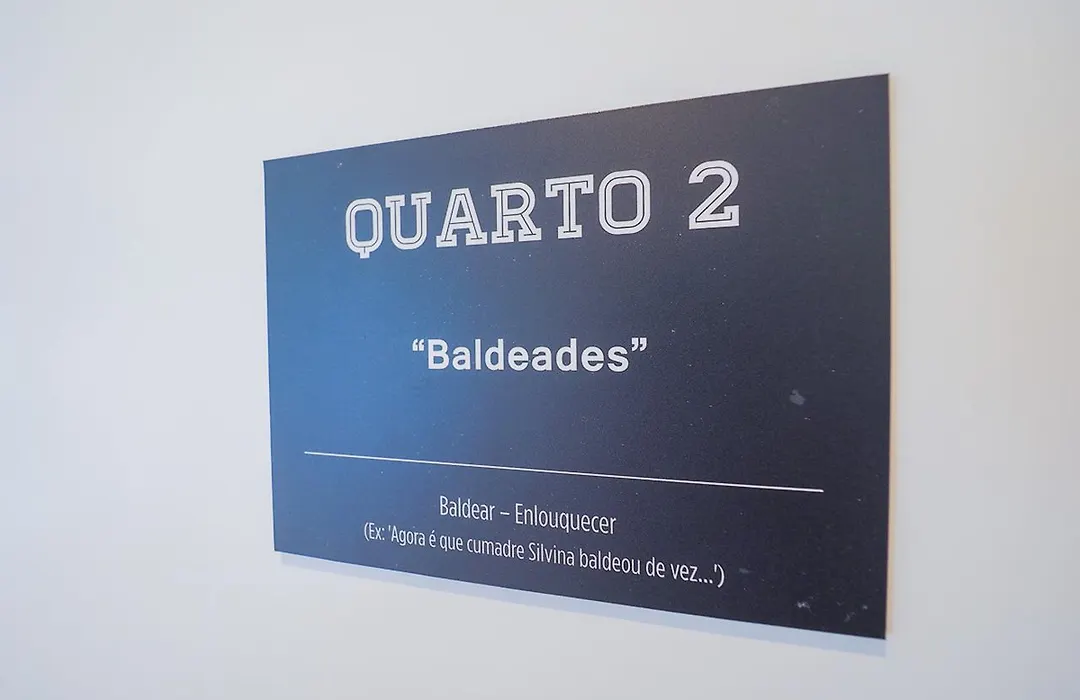 QUARTO 2
“Baldeades”
Baldear – Enlouquecer
(Ex: 'Agora é que cumadre Silvina baldeou de vez...')